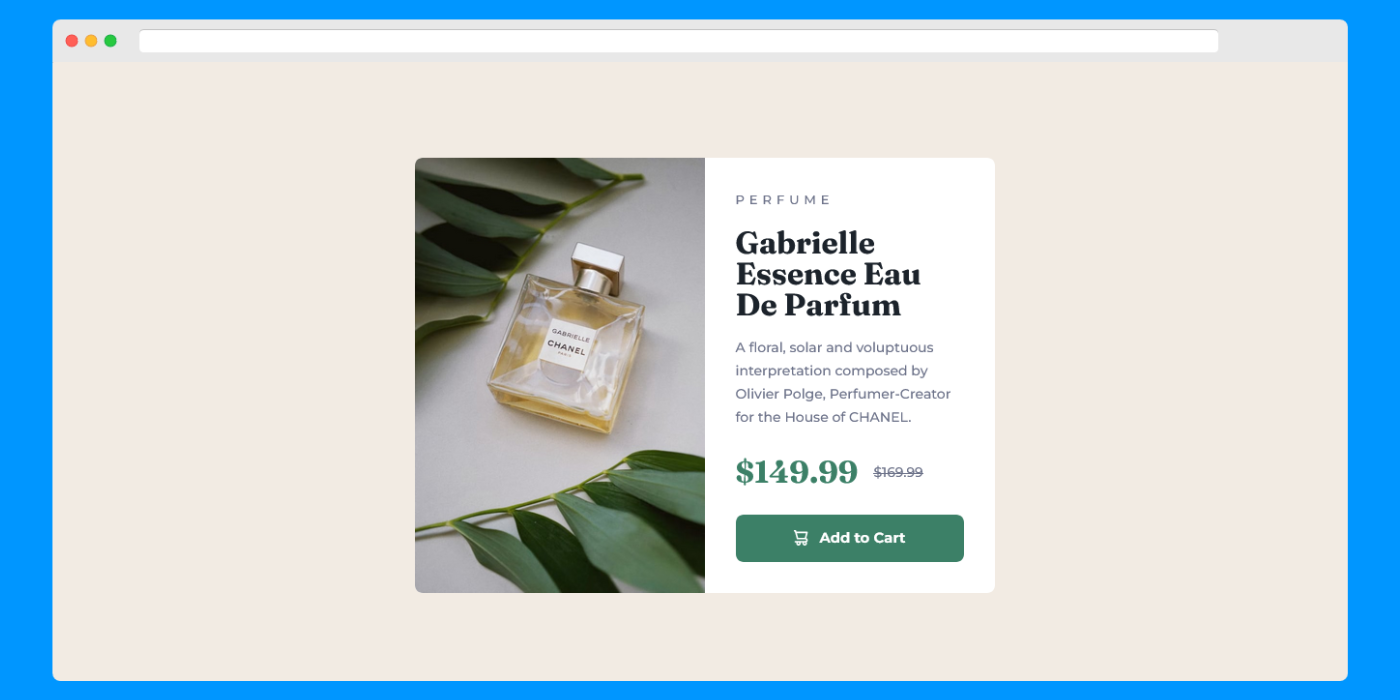 GABRIELLE
CHANEL
PARIS
PERFUME
Gabrielle
Essence Eau
De Parfum
A floral, solar and voluptuous
interpretation composed by
Olivier Polge, Perfumer-Creator
for the House of CHANEL.
$149.99 $169.99
Add to Cart